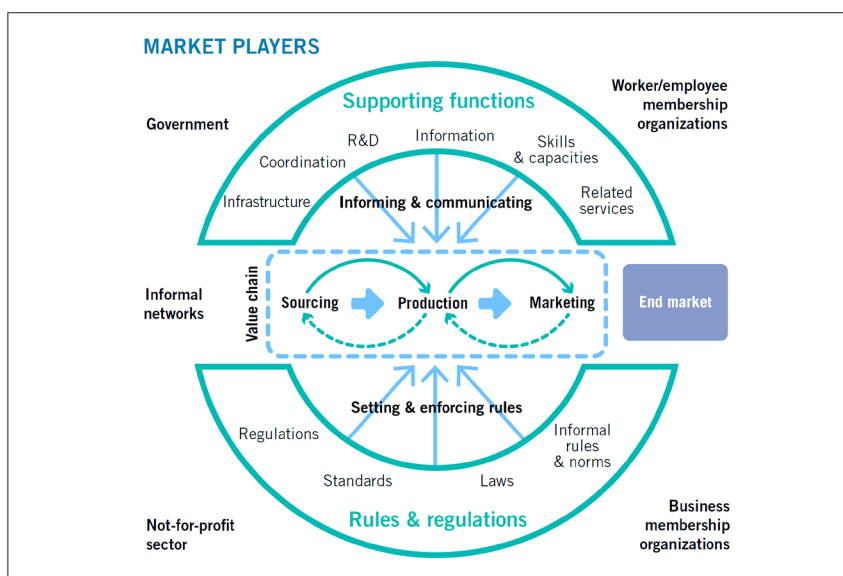 MARKET PLAYERS
Supporting functions
Worker/employee
membership
organizations
Government
Information
R&D
Skills
& capacities
Coordination
Related
services
Infrastructure
Informing & communicating
Informal
networks
Value chain
Sourcing
Production
Marketing
End market
Setting & enforcing rules
Regulations
Informal
rules
& norms
Standards
Laws
Rules & regulations
Not-for-profit
sector
Business
membership
organizations